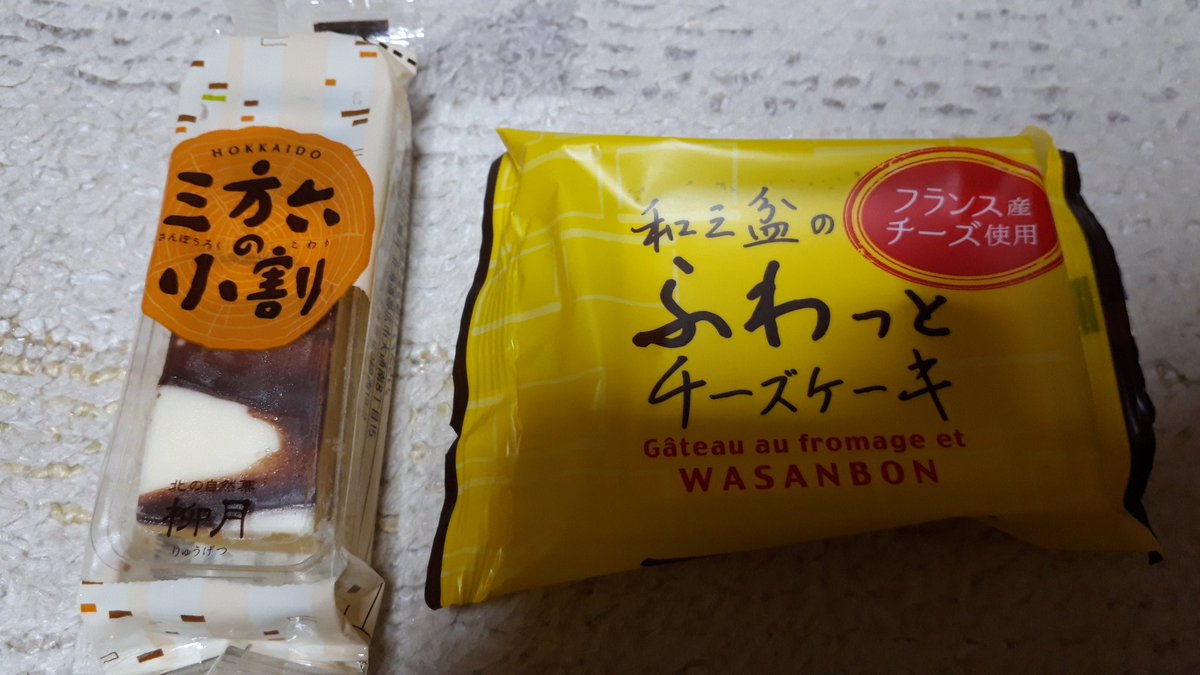 HOKKAIDO
三方六
さんぽうろく
の
こわり
小割
北の自然菓
柳月
りゅうげつ
和三盆の
ふわっと
チーズケーキ
Gâteau au fromage et
WASANBON
フランス産
チーズ使用